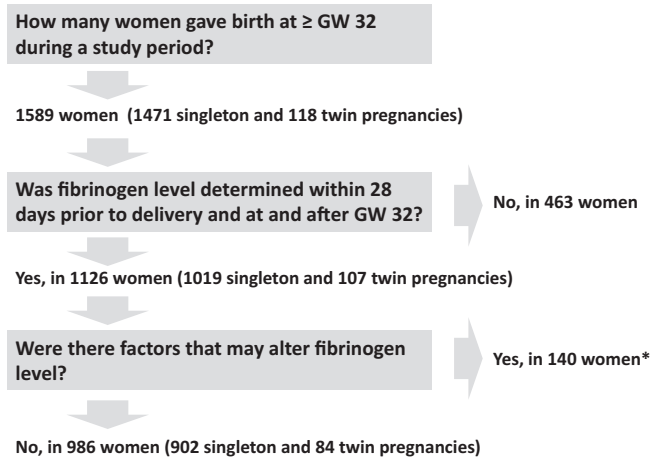 How many women gave birth at ≥ GW 32
during a study period?
1589 women  (1471 singleton and 118 twin pregnancies)
Was fibrinogen level determined within 28
days prior to delivery and at and after GW 32?
No, in 463 women
Yes, in 1126 women (1019 singleton and 107 twin pregnancies)
Were there factors that may alter fibrinogen
level?
Yes, in 140 women*
No, in 986 women (902 singleton and 84 twin pregnancies)